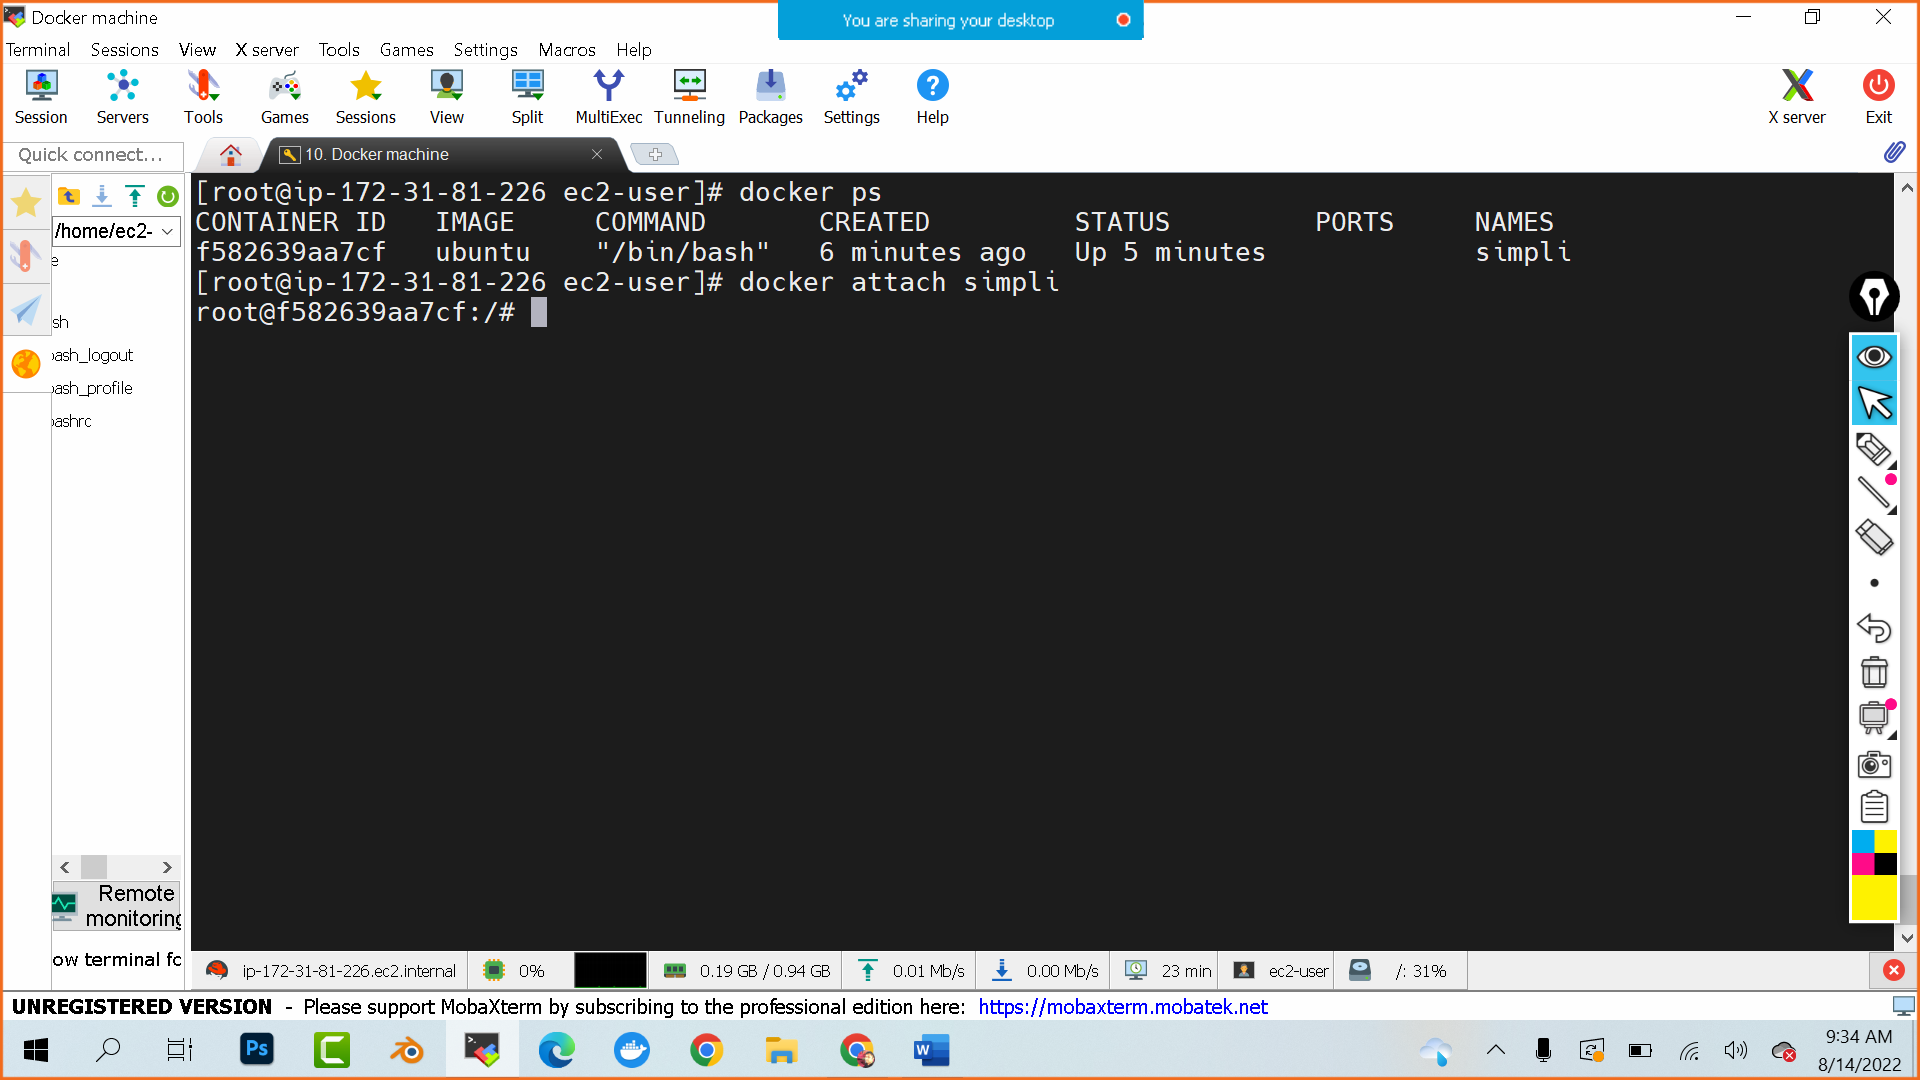 Docker machine
You are sharing your desktop
Terminal Sessions View X server Tools Games Settings Macros Help
Session Servers Tools Games Sessions View Split MultiExec Tunneling Packages Settings Help X server Exit
Quick connect...
10. Docker machine
/home/ec2-
e
sh
bash_logout
bash_profile
bashrc
[root@ip-172-31-81-226 ec2-user]# docker ps
CONTAINER ID IMAGE COMMAND CREATED STATUS PORTS NAMES
f582639aa7cf ubuntu "/bin/bash" 6 minutes ago Up 5 minutes simpli
[root@ip-172-31-81-226 ec2-user]# docker attach simpli
root@f582639aa7cf:/#
Remote
monitoring
ow terminal fo
ip-172-31-81-226.ec2.internal 0% 0.19 GB / 0.94 GB 0.01 Mb/s 0.00 Mb/s 23 min ec2-user /: 31%
UNREGISTERED VERSION - Please support MobaXterm by subscribing to the professional edition here: https://mobaxterm.mobatek.net
Ps
W
9:34 AM
8/14/2022